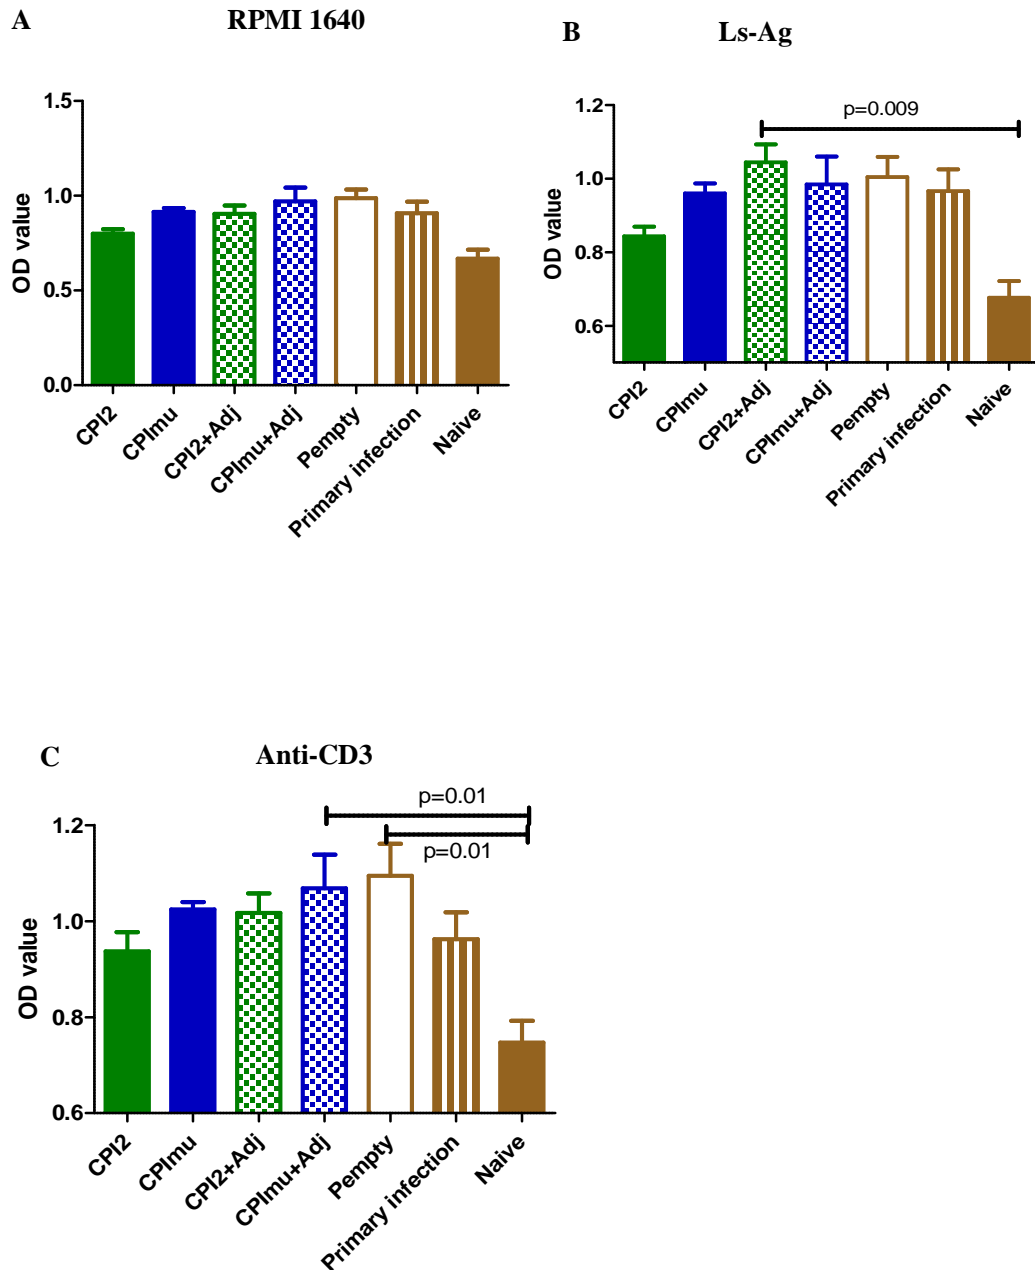 A
RPMI 1640
OD value
1.5
1.0
0.5
0.0
CPI2
CPImu
CPI2+Adj
CPImu+Adj
Pempty
Primary infection
Naive
B
Ls-Ag
OD value
1.2
1.0
0.8
0.6
p=0.009
CPI2
CPImu
CPI2+Adj
CPImu+Adj
Pempty
Primary infection
Naive
C
Anti-CD3
OD value
1.2
1.0
0.8
0.6
p=0.01
p=0.01
CPI2
CPImu
CPI2+Adj
CPImu+Adj
Pempty
Primary infection
Naive